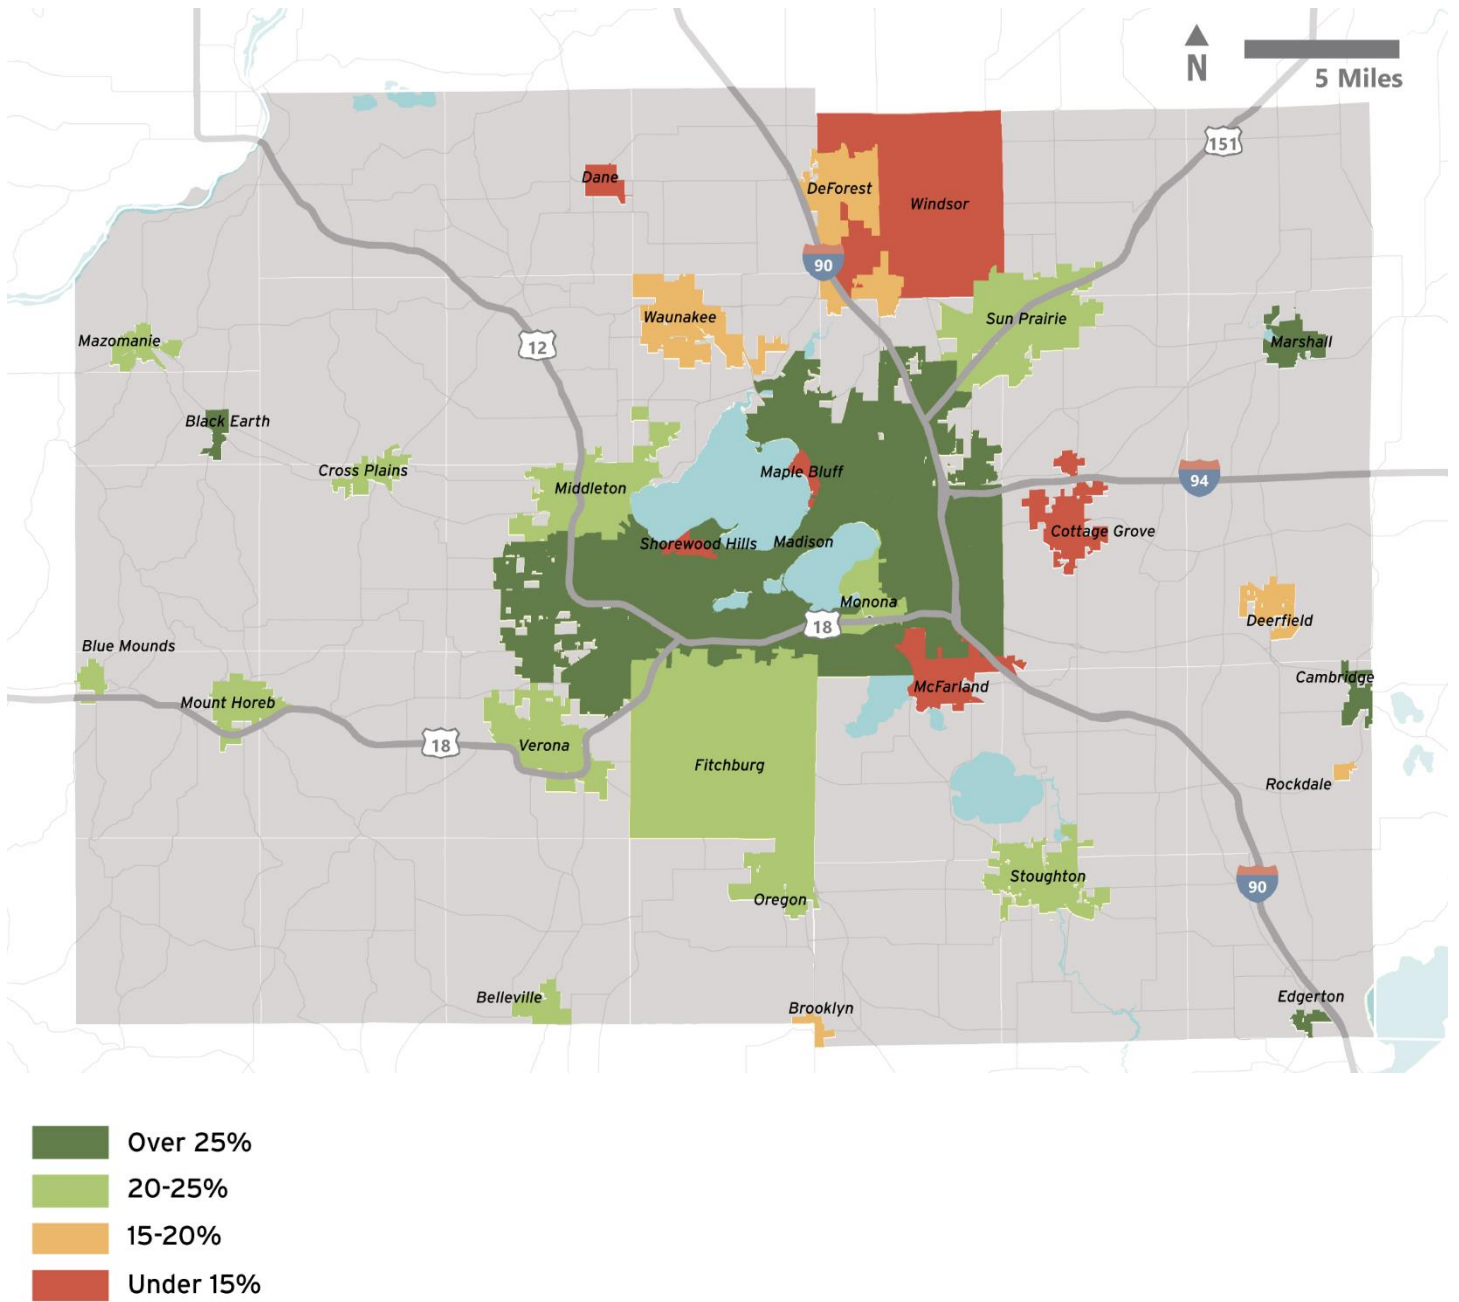 N
5 Miles
151
Dane
DeForest
Windsor
90
Waunakee
Sun Prairie
Mazomanie
12
Marshall
Black Earth
Cross Plains
Middleton
Maple Bluff
94
Shorewood Hills
Madison
Cottage Grove
Monona
18
Deerfield
Blue Mounds
Mount Horeb
McFarland
Cambridge
18
Verona
Fitchburg
Rockdale
Stoughton
90
Oregon
Belleville
Brooklyn
Edgerton
Over 25%
20-25%
15-20%
Under 15%